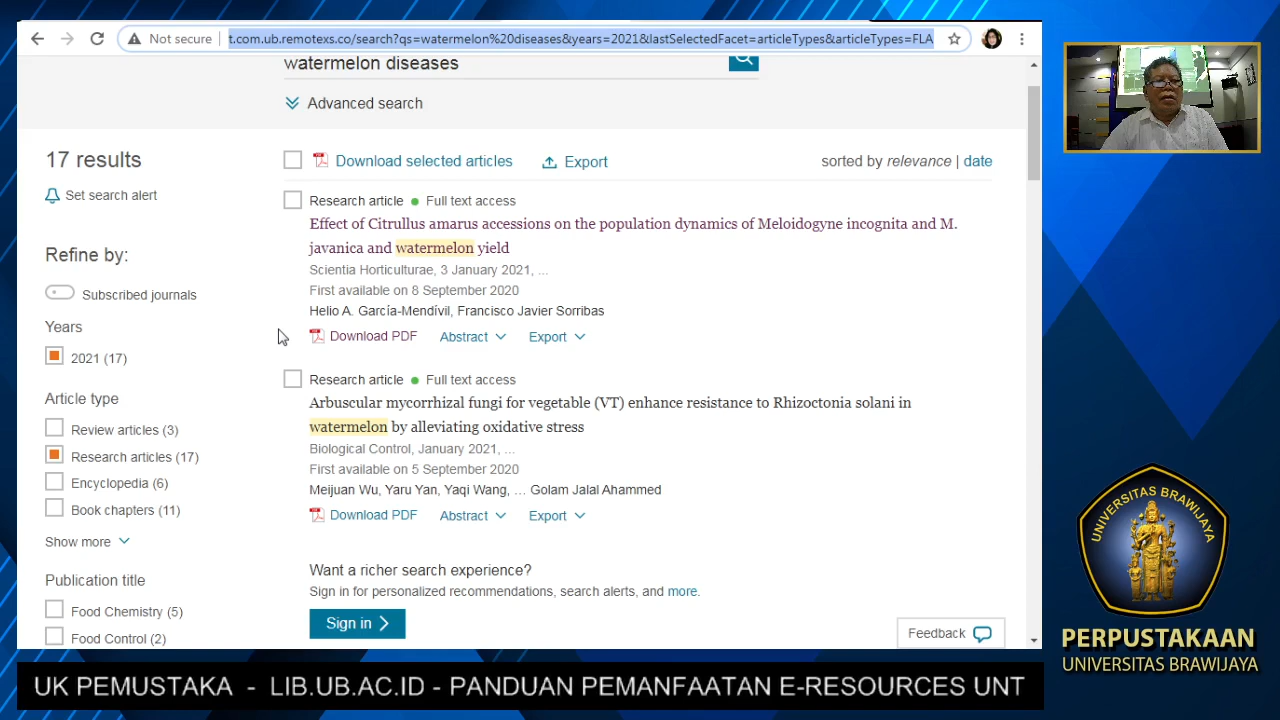 Not secure
t.com.ub.remotexs.co/search?qs=watermelon%20diseases&years=2021&lastSelectedFacet=articleTypes&articleTypes=FLA
watermelon diseases
Advanced search
17 results
Set search alert
Download selected articles
Export
sorted by relevance | date
Refine by:
Subscribed journals
Years
2021 (17)
Article type
Review articles (3)
Research articles (17)
Encyclopedia (6)
Book chapters (11)
Show more
Publication title
Food Chemistry (5)
Food Control (2)
Research article Full text access
Effect of Citrullus amarus accessions on the population dynamics of Meloidogyne incognita and M.
javanica and watermelon yield
Scientia Horticulturae, 3 January 2021, ...
First available on 8 September 2020
Helio A. García-Mendívil, Francisco Javier Sorribas
Download PDF Abstract Export
Research article Full text access
Arbuscular mycorrhizal fungi for vegetable (VT) enhance resistance to Rhizoctonia solani in
watermelon by alleviating oxidative stress
Biological Control, January 2021, ...
First available on 5 September 2020
Meijuan Wu, Yaru Yan, Yaqi Wang, ... Golam Jalal Ahammed
Download PDF Abstract Export
Want a richer search experience?
Sign in for personalized recommendations, search alerts, and more.
Sign in
Feedback
UNIVERSITAS BRAWIJAYA
PERPUSTAKAAN
UNIVERSITAS BRAWIJAYA
UK PEMUSTAKA - LIB.UB.AC.ID - PANDUAN PEMANFAATAN E-RESOURCES UNT